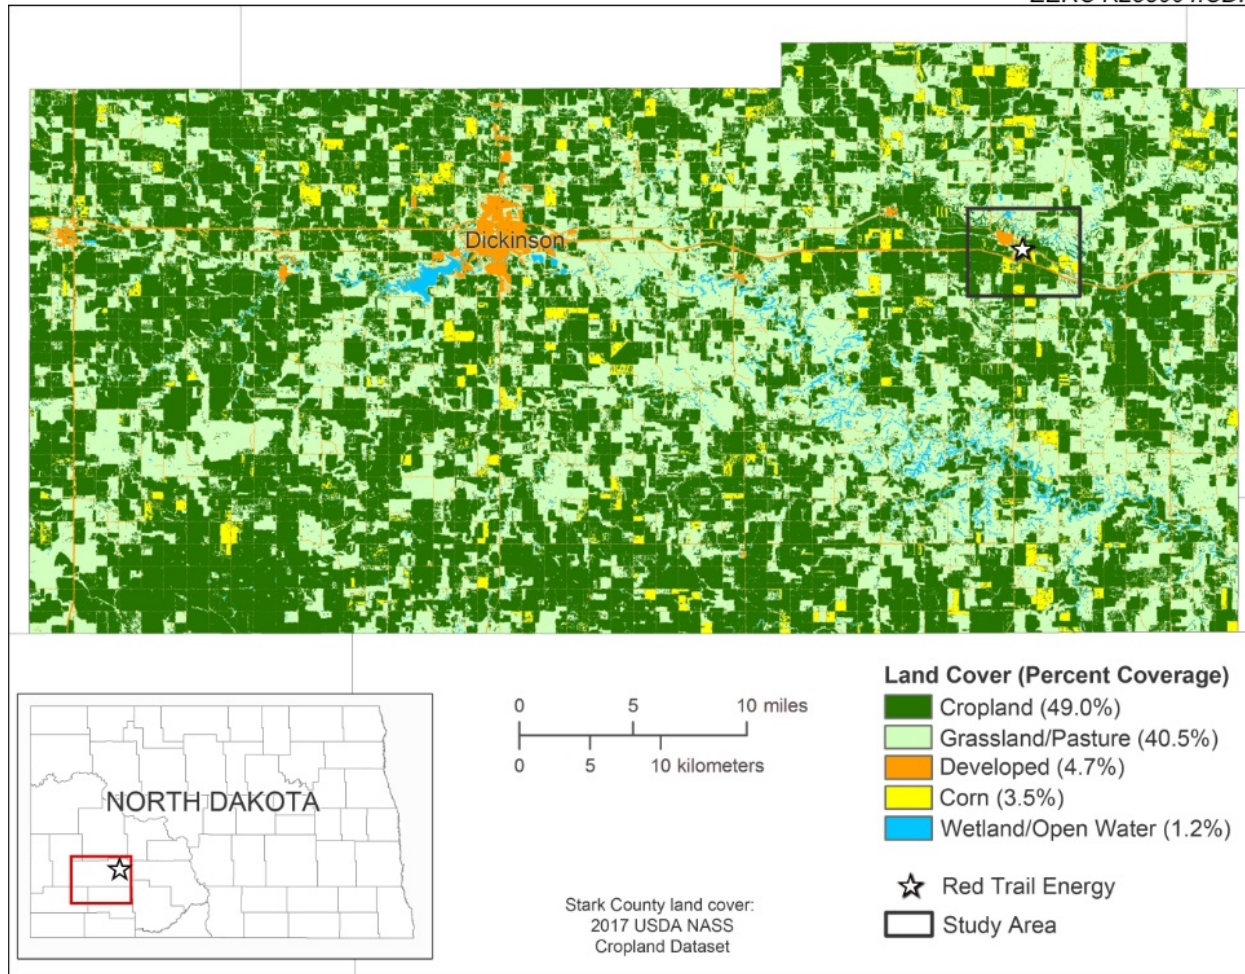 Dickinson
Land Cover (Percent Coverage)
Cropland (49.0%)
Grassland/Pasture (40.5%)
Developed (4.7%)
Corn (3.5%)
Wetland/Open Water (1.2%)
Red Trail Energy
Study Area
0 5 10 miles
0 5 10 kilometers
NORTH DAKOTA
Stark County land cover:
2017 USDA NASS
Cropland Dataset